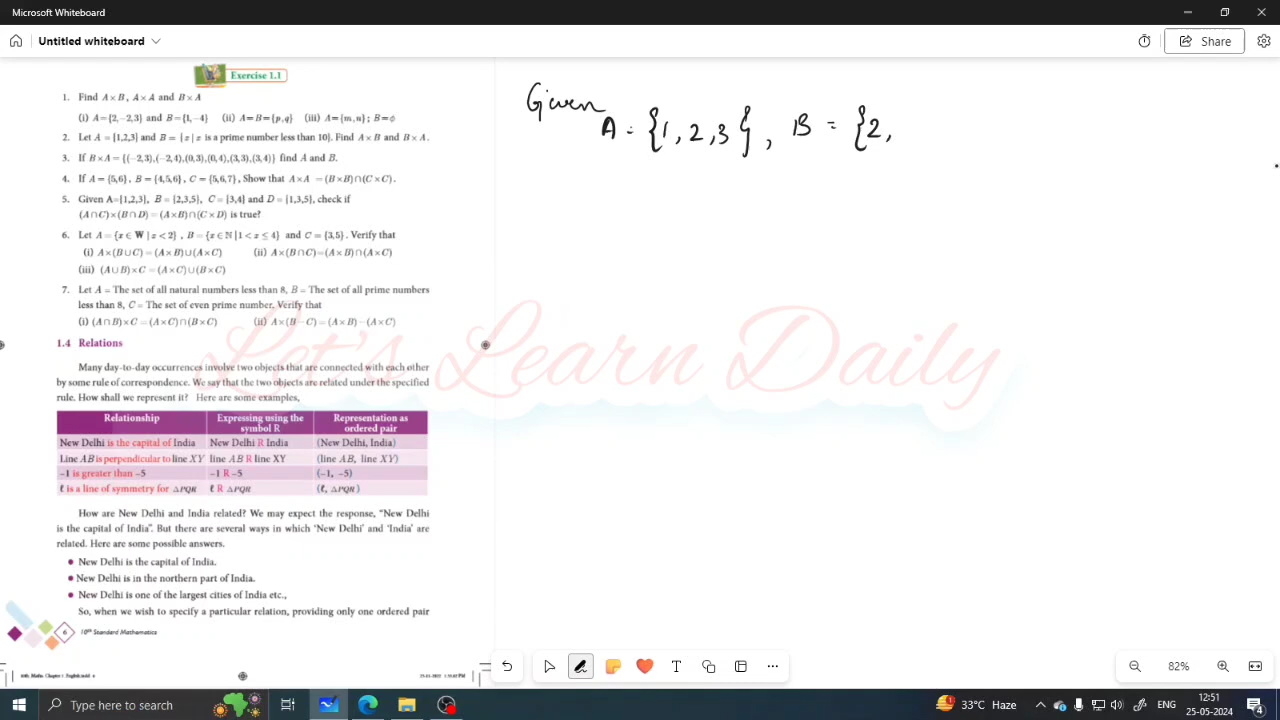 Microsoft Whiteboard
Untitled whiteboard
Share
Exercise 1.1
1. Find A×B, A×A and B×A
(i) A={2,−2,3} and B={1,−4} (ii) A=B={p,q} (iii) A={m,n}; B=ϕ
2. Let A = {1,2,3} and B = {x | x is a prime number less than 10}. Find A×B and B×A.
3. If B×A = {(−2,3),(−2,4),(0,3),(0,4),(3,3),(3,4)} find A and B.
4. If A = {5,6}, B = {4,5,6}, C = {5,6,7}, Show that A×A = (B×B)∩(C×C).
5. Given A={1,2,3}, B = {2,3,5}, C = {3,4} and D = {1,3,5}, check if
(A∩C)×(B∩D) = (A×B)∩(C×D) is true?
6. Let A = {x ∈ 𝕎 | x < 2}, B = {x ∈ ℕ | 1 < x ≤ 4} and C = {3,5}. Verify that
(i) A×(B∪C) = (A×B)∪(A×C) (ii) A×(B∩C)=(A×B)∩(A×C)
(iii) (A∪B)×C = (A×C)∪(B×C)
7. Let A = The set of all natural numbers less than 8, B = The set of all prime numbers
less than 8, C = The set of even prime number. Verify that
(i) (A∩B)×C = (A×C)∩(B×C) (ii) A×(B−C) = (A×B)−(A×C)
1.4 Relations
Many day-to-day occurrences involve two objects that are connected with each other
by some rule of correspondence. We say that the two objects are related under the specified
rule. How shall we represent it? Here are some examples,
Relationship Expressing using the symbol R Representation as ordered pair
New Delhi is the capital of India New Delhi R India (New Delhi, India)
Line AB is perpendicular to line XY line AB R line XY (line AB, line XY)
−1 is greater than −5 −1 R −5 (−1, −5)
ℓ is a line of symmetry for △PQR ℓ R △PQR (ℓ, △PQR)
How are New Delhi and India related? We may expect the response, "New Delhi
is the capital of India". But there are several ways in which 'New Delhi' and 'India' are
related. Here are some possible answers.
• New Delhi is the capital of India.
• New Delhi is in the northern part of India.
• New Delhi is one of the largest cities of India etc.,
So, when we wish to specify a particular relation, providing only one ordered pair
6 10th Standard Mathematics
Given
A = {1, 2, 3}, B = {2,
Let's Learn Daily
82%
Type here to search
33°C Haze
ENG
12:51
25-05-2024